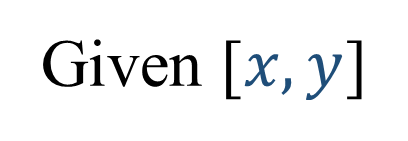 Given [x, y]